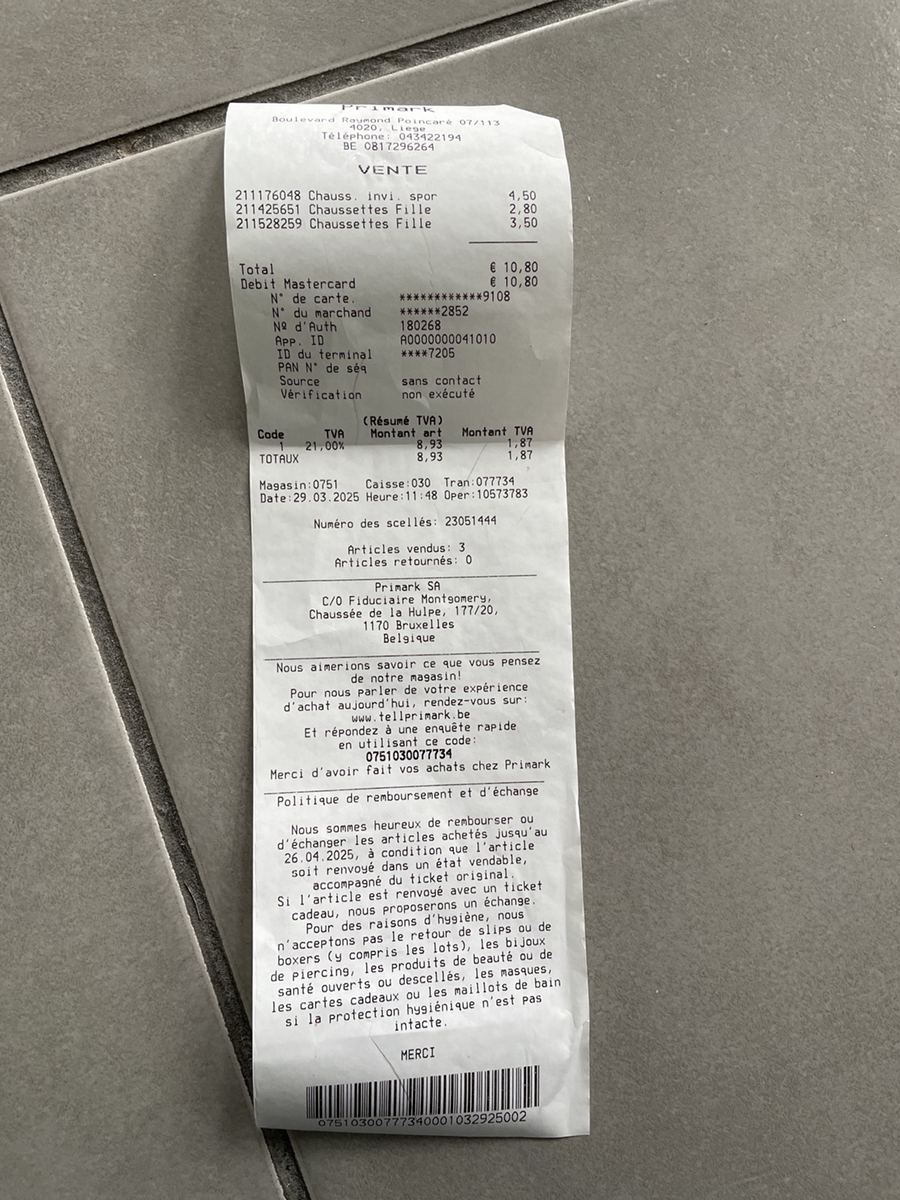 Primark
Boulevard Raymond Poincaré 07/113
4020, Liege
Téléphone: 043422194
BE 0817296264
VENTE
211176048 Chauss. invi. spor 4,50
211425651 Chaussettes Fille 2,80
211528259 Chaussettes Fille 3,50
Total € 10,80
Debit Mastercard € 10,80
N° de carte. ************9108
N° du marchand ******2852
Nº d'Auth 180268
App. ID A0000000041010
ID du terminal ****7205
PAN N° de séq
Source sans contact
Vérification non exécuté
(Résumé TVA)
Code TVA Montant art Montant TVA
1 21,00% 8,93 1,87
TOTAUX 8,93 1,87
Magasin:0751 Caisse:030 Tran:077734
Date:29.03.2025 Heure:11:48 Oper:10573783
Numéro des scellés: 23051444
Articles vendus: 3
Articles retournés: 0
Primark SA
C/O Fiduciaire Montgomery,
Chaussée de la Hulpe, 177/20,
1170 Bruxelles
Belgique
Nous aimerions savoir ce que vous pensez
de notre magasin!
Pour nous parler de votre expérience
d'achat aujourd'hui, rendez-vous sur:
www.tellprimark.be
Et répondez à une enquête rapide
en utilisant ce code:
0751030077734
Merci d'avoir fait vos achats chez Primark
Politique de remboursement et d'échange
Nous sommes heureux de rembourser ou
d'échanger les articles achetés jusqu'au
26.04.2025, à condition que l'article
soit renvoyé dans un état vendable,
accompagné du ticket original.
Si l'article est renvoyé avec un ticket
cadeau, nous proposerons un échange.
Pour des raisons d'hygiène, nous
n'acceptons pas le retour de slips ou de
boxers (y compris les lots), les bijoux
de piercing, les produits de beauté ou de
santé ouverts ou descellés, les masques,
les cartes cadeaux ou les maillots de bain
si la protection hygiénique n'est pas
intacte.
MERCI
07510300777340001032925002